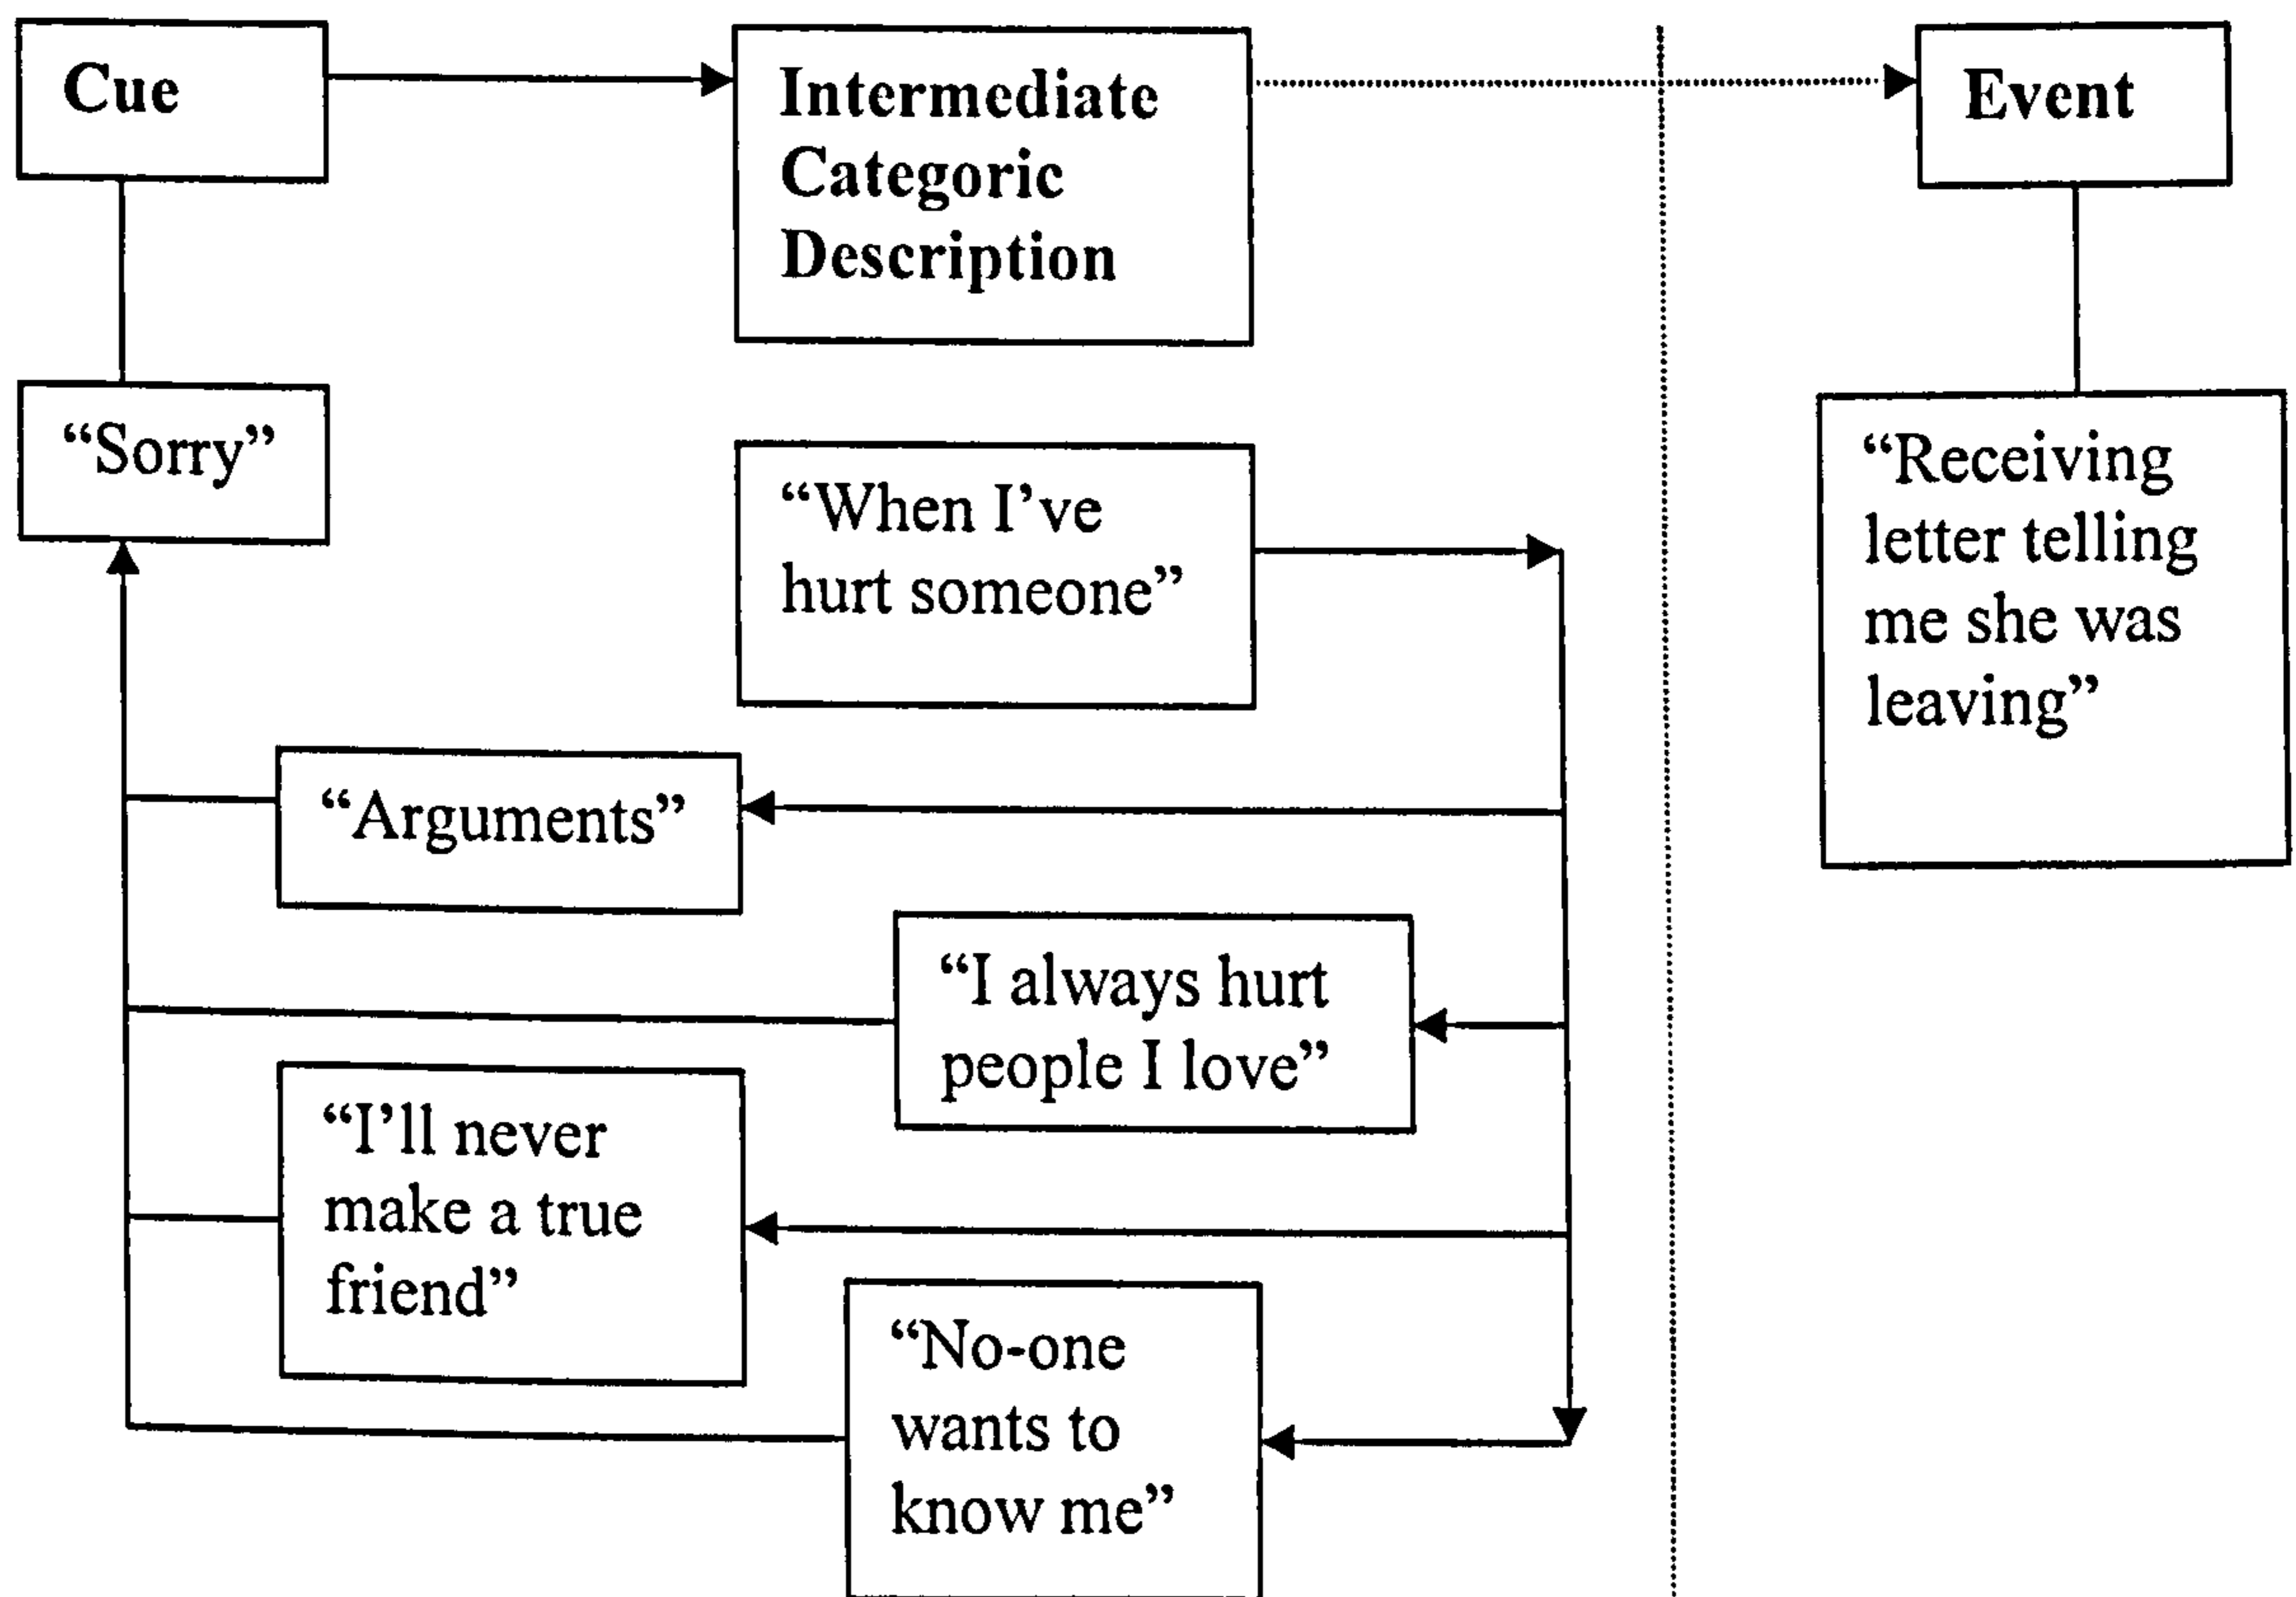 Cue
Intermediate
Categoric
Description
Event
“Sorry”
“When I’ve
hurt someone”
“Receiving
letter telling
me she was
leaving”
“Arguments”
“I always hurt
people I love”
“I’ll never
make a true
friend”
“No-one
wants to
know me”